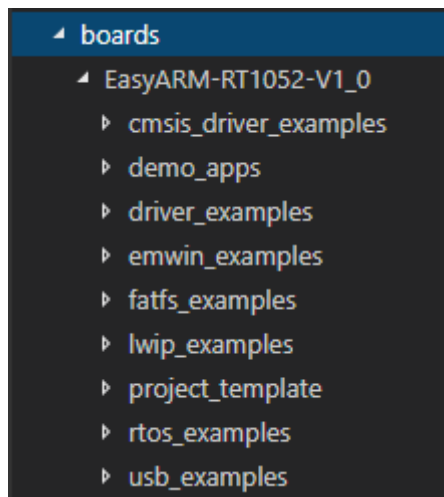 boards
EasyARM-RT1052-V1_0
cmsis_driver_examples
demo_apps
driver_examples
emwin_examples
fatfs_examples
lwip_examples
project_template
rtos_examples
usb_examples